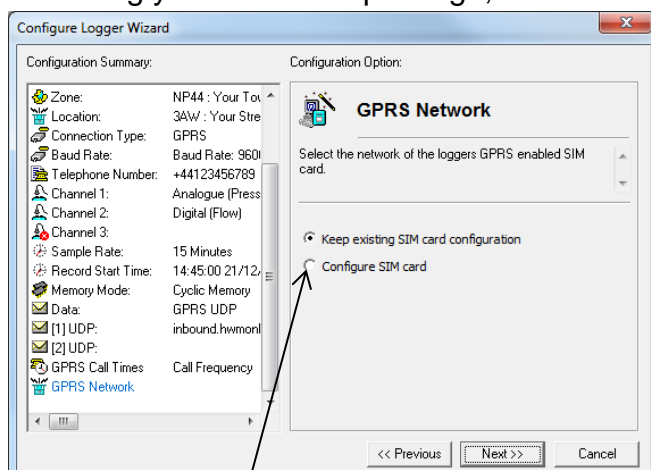 Configure Logger Wizard
Configuration Summary:
Zone: NP44 : Your Tov
Location: 3AW : Your Stre
Connection Type: GPRS
Baud Rate: Baud Rate: 960
Telephone Number: +44123456789
Channel 1: Analogue (Press
Channel 2: Digital (Flow)
Channel 3:
Sample Rate: 15 Minutes
Record Start Time: 14:45:00 21/12/
Memory Mode: Cyclic Memory
Data: GPRS UDP
[1] UDP: inbound.hwmonl
[2] UDP:
GPRS Call Times Call Frequency
GPRS Network
Configuration Option:
GPRS Network
Select the network of the loggers GPRS enabled SIM
card.
Keep existing SIM card configuration
Configure SIM card
<< Previous
Next >>
Cancel